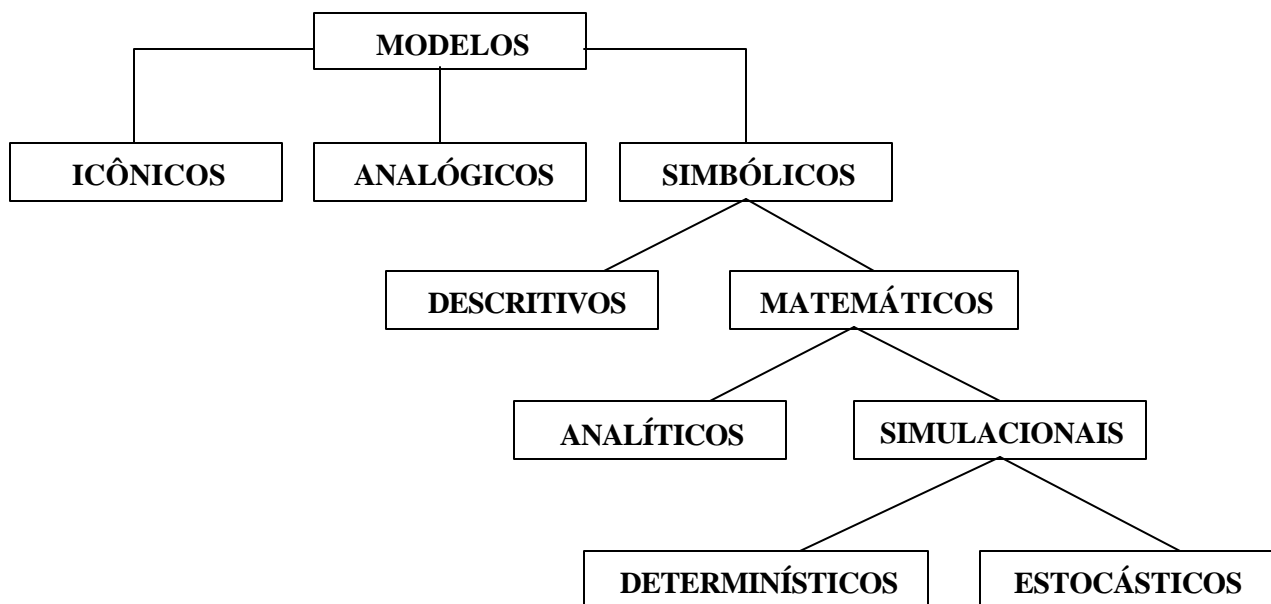 MODELOS
ICÔNICOS
ANALÓGICOS
SIMBÓLICOS
DESCRITIVOS
MATEMÁTICOS
ANALÍTICOS
SIMULACIONAIS
DETERMINÍSTICOS
ESTOCÁSTICOS